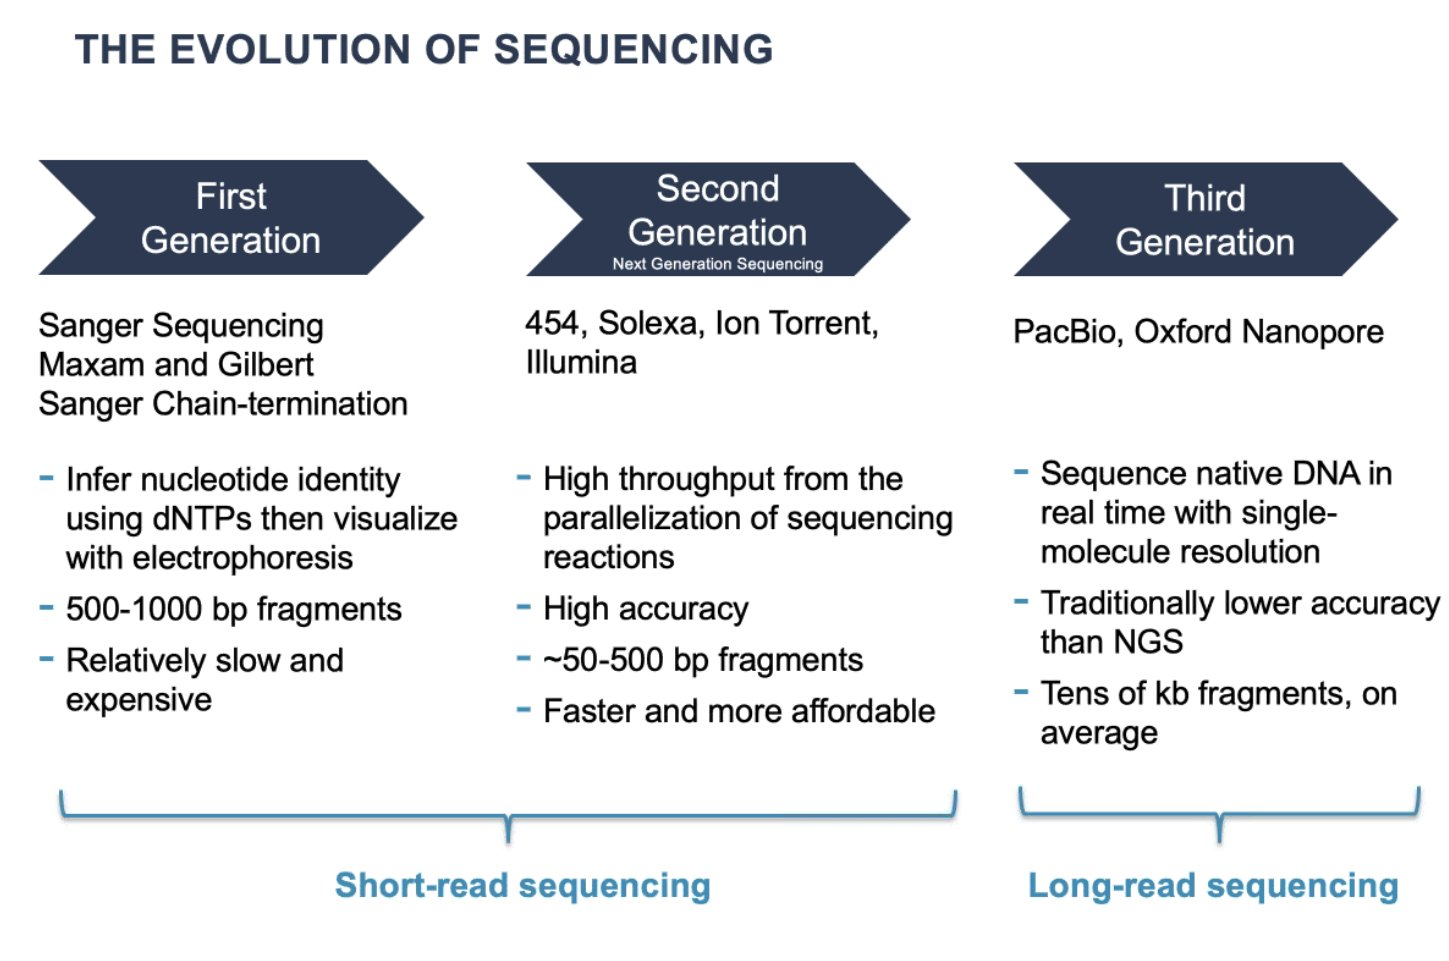 THE EVOLUTION OF SEQUENCING
First
Generation
Sanger Sequencing
Maxam and Gilbert
Sanger Chain-termination
- Infer nucleotide identity
using dNTPs then visualize
with electrophoresis
- 500-1000 bp fragments
- Relatively slow and
expensive
Second
Generation
Next Generation Sequencing
454, Solexa, Ion Torrent,
Illumina
- High throughput from the
parallelization of sequencing
reactions
- High accuracy
- ~50-500 bp fragments
- Faster and more affordable
Third
Generation
PacBio, Oxford Nanopore
- Sequence native DNA in
real time with single-
molecule resolution
- Traditionally lower accuracy
than NGS
- Tens of kb fragments, on
average
Short-read sequencing
Long-read sequencing